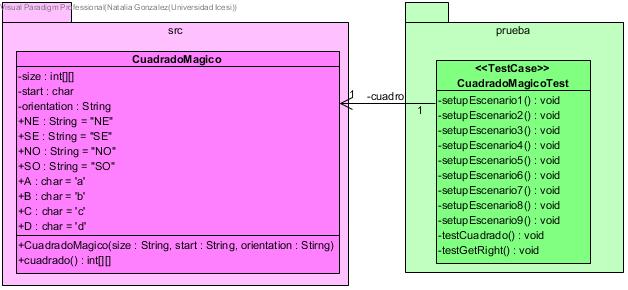 Visual Paradigm Professional(Natalia Gonzalez(Universidad Icesi))
src
CuadradoMagico
-size : int[][]
-start : char
-orientation : String
+NE : String = "NE"
+SE : String = "SE"
+NO : String = "NO"
+SO : String = "SO"
+A : char = 'a'
+B : char = 'b'
+C : char = 'c'
+D : char = 'd'
+CuadradoMagico(size : String, start : String, orientation : Stirng)
+cuadrado() : int[][]
1
-cuadro
1
prueba
<<TestCase>>
CuadradoMagicoTest
-setupEscenario1() : void
-setupEscenario2() : void
-setupEscenario3() : void
-setupEscenario4() : void
-setupEscenario5() : void
-setupEscenario6() : void
-setupEscenario7() : void
-setupEscenario8() : void
-setupEscenario9() : void
-testCuadrado() : void
-testGetRight() : void